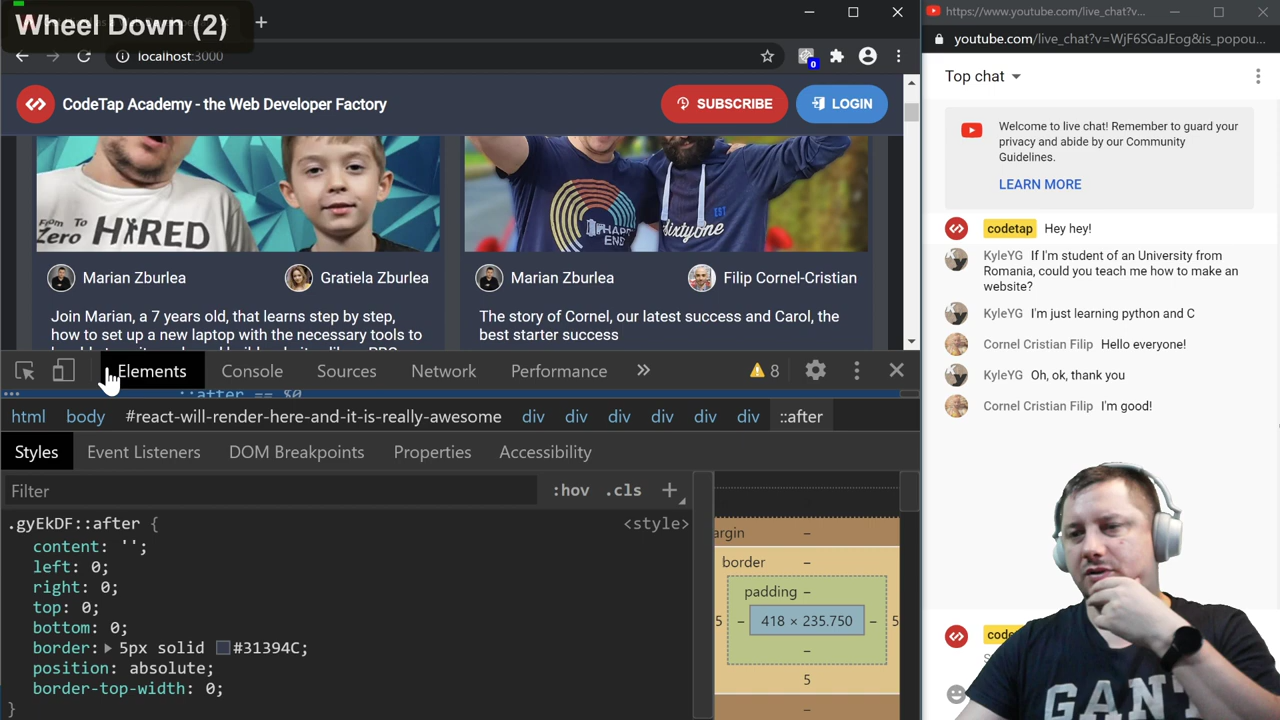 Wheel Down (2)
localhost:3000
0
CodeTap Academy - the Web Developer Factory
SUBSCRIBE
LOGIN
From To
Zero HIRED
HARD
END
sixtyone
Marian Zburlea
Gratiela Zburlea
Marian Zburlea
Filip Cornel-Cristian
Join Marian, a 7 years old, that learns step by step,
how to set up a new laptop with the necessary tools to
The story of Cornel, our latest success and Carol, the
best starter success
Elements
Console
Sources
Network
Performance
8
::after == $0
html
body
#react-will-render-here-and-it-is-really-awesome
div
div
div
div
div
div
::after
Styles
Event Listeners
DOM Breakpoints
Properties
Accessibility
Filter
:hov
.cls
.gyEkDF::after {
<style>
content: '';
left: 0;
right: 0;
top: 0;
bottom: 0;
border: 5px solid #31394C;
position: absolute;
border-top-width: 0;
}
argin
–
border
–
padding –
5
–
418 × 235.750
–
5
–
5
–
https://www.youtube.com/live_chat?v...
youtube.com/live_chat?v=WjF6SGaJEog&is_popou...
Top chat
Welcome to live chat! Remember to guard your
privacy and abide by our Community
Guidelines.
LEARN MORE
codetap Hey hey!
KyleYG If I'm student of an University from
Romania, could you teach me how to make an
website?
KyleYG I'm just learning python and C
Cornel Cristian Filip Hello everyone!
KyleYG Oh, ok, thank you
Cornel Cristian Filip I'm good!
code
GANT